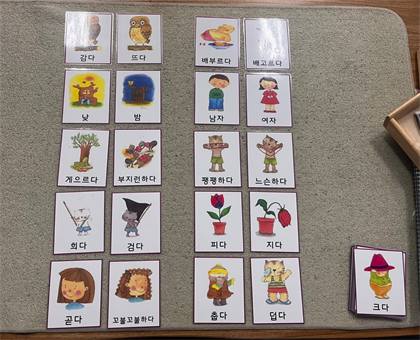 감다 뜨다 배부르다 배고르다
낮 밤 남자 여자
게으르다 부지런하다 팽팽하다 느슨하다
희다 검다 피다 지다
곧다 꼬불꼬불하다 춥다 덥다
크다